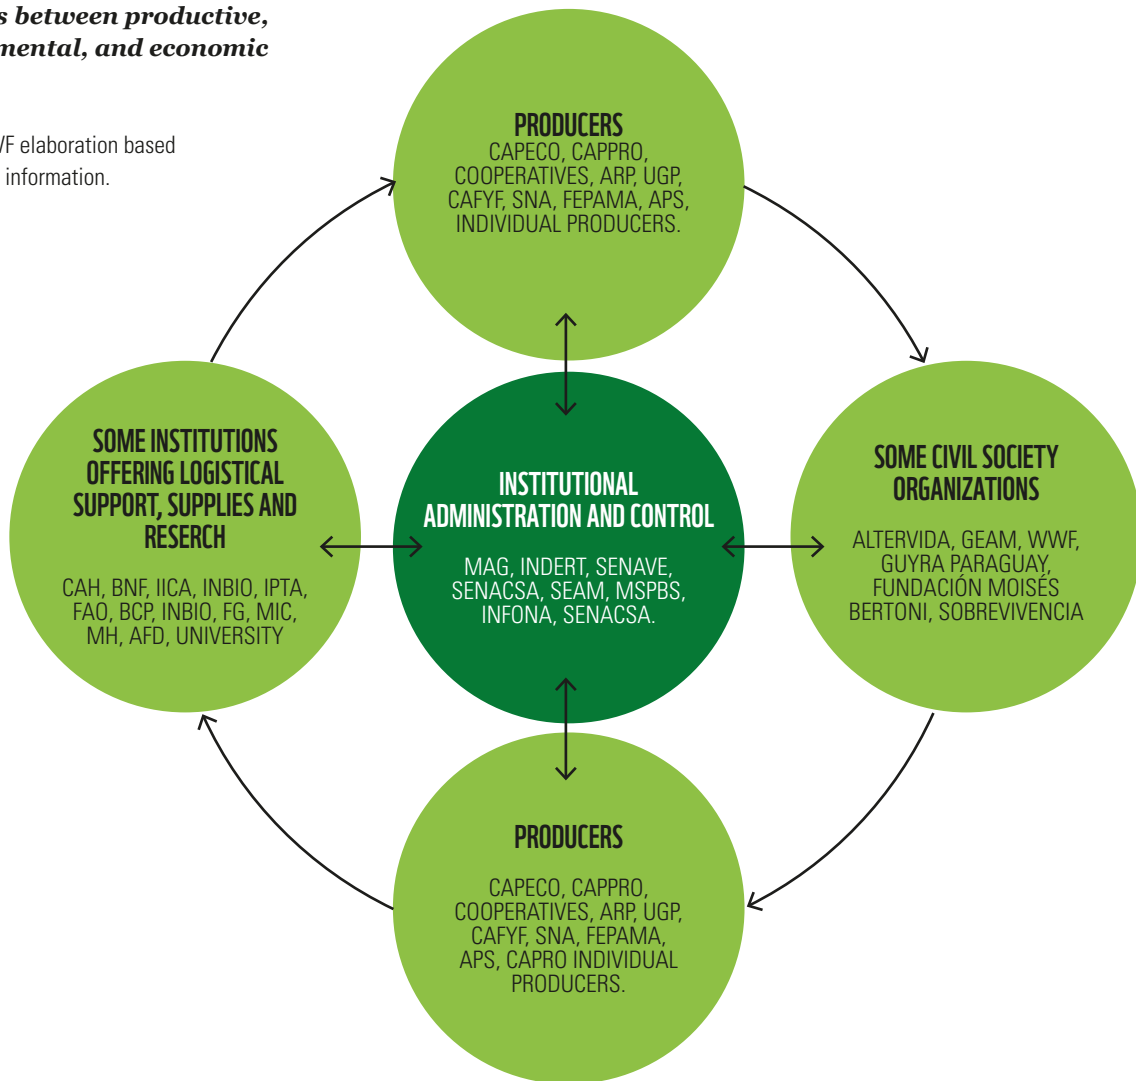 s between productive,
mental, and economic
VF elaboration based
information.
PRODUCERS
CAPECO, CAPPRO,
COOPERATIVES, ARP, UGP,
CAFYF, SNA, FEPAMA, APS,
INDIVIDUAL PRODUCERS.
SOME INSTITUTIONS
OFFERING LOGISTICAL
SUPPORT, SUPPLIES AND
RESERCH
CAH, BNF, IICA, INBIO, IPTA,
FAO, BCP, INBIO, FG, MIC,
MH, AFD, UNIVERSITY
INSTITUTIONAL
ADMINISTRATION AND CONTROL
MAG, INDERT, SENAVE,
SENACSA, SEAM, MSPBS,
INFONA, SENACSA.
SOME CIVIL SOCIETY
ORGANIZATIONS
ALTERVIDA, GEAM, WWF,
GUYRA PARAGUAY,
FUNDACIÓN MOISÉS
BERTONI, SOBREVIVENCIA
PRODUCERS
CAPECO, CAPPRO,
COOPERATIVES, ARP, UGP,
CAFYF, SNA, FEPAMA,
APS, CAPRO INDIVIDUAL
PRODUCERS.